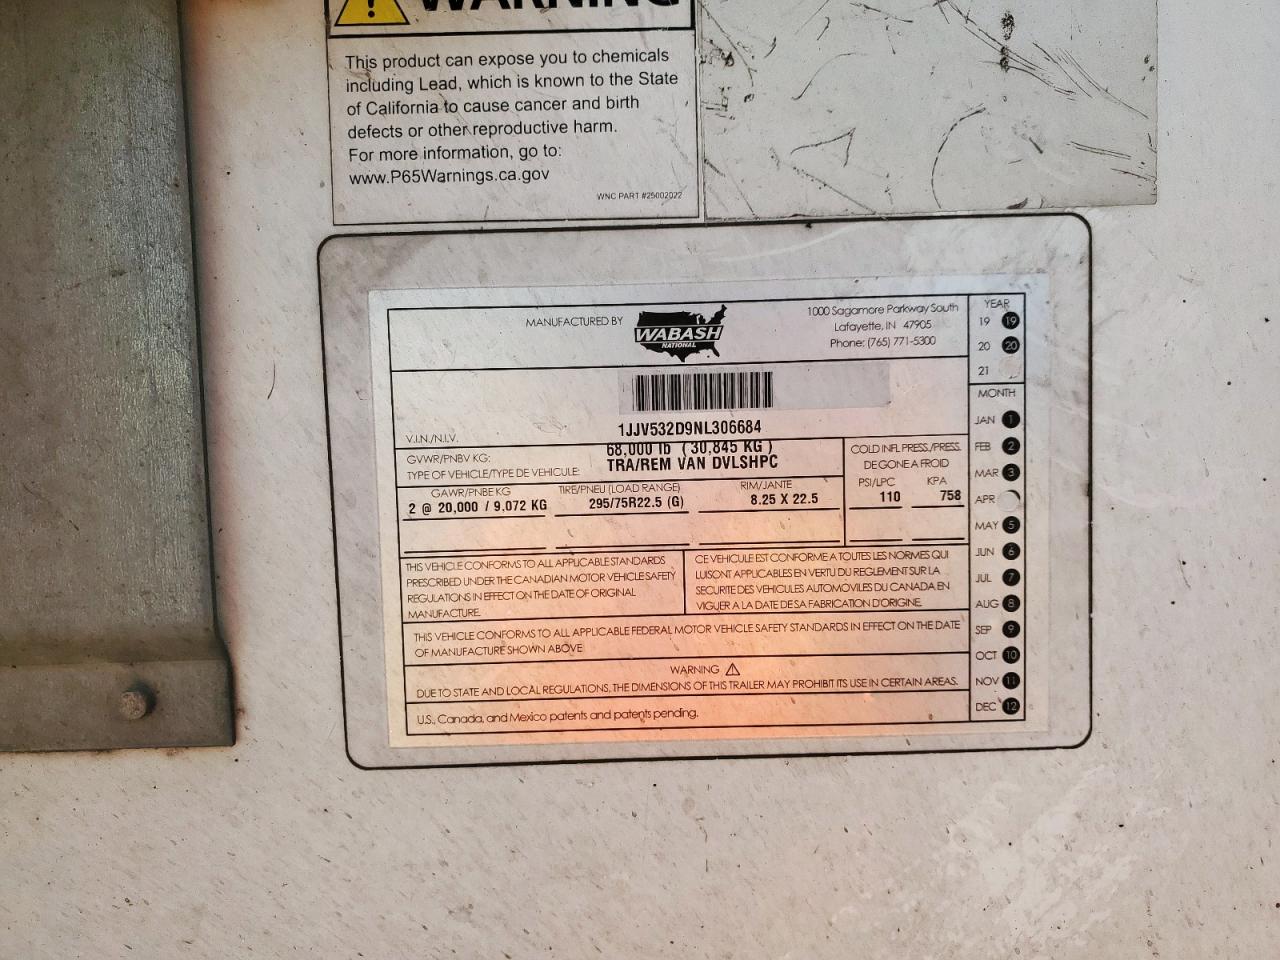 WARNING
This product can expose you to chemicals
including Lead, which is known to the State
of California to cause cancer and birth
defects or other reproductive harm.
For more information, go to:
www.P65Warnings.ca.gov
WNC PART #25002022
MANUFACTURED BY
WABASH
NATIONAL
1000 Sagamore Parkway South
Lafayette, IN 47905
Phone: (765) 771-5300
V.I.N./N.I.V.
1JJV532D9NL306684
GVWR/PNBV KG:
68,000 lb (30,845 KG)
TYPE OF VEHICLE/TYPE DE VEHICULE:
TRA/REM VAN DVLSHPC
COLD INFL PRESS./PRESS.
DE GONE A FROID
GAWR/PNBE KG
TIRE/PNEU (LOAD RANGE)
RIM/JANTE
PSI/LPC
KPA
2 @ 20,000 / 9,072 KG
295/75R22.5 (G)
8.25 X 22.5
110
758
THIS VEHICLE CONFORMS TO ALL APPLICABLE STANDARDS
PRESCRIBED UNDER THE CANADIAN MOTOR VEHICLE SAFETY
REGULATIONS IN EFFECT ON THE DATE OF ORIGINAL
MANUFACTURE.
CE VEHICULE EST CONFORME A TOUTES LES NORMES QUI
LUI SONT APPLICABLES EN VERTU DU REGLEMENT SUR LA
SECURITE DES VEHICULES AUTOMOVILES DU CANADA EN
VIGUER A LA DATE DE SA FABRICATION D'ORIGINE.
THIS VEHICLE CONFORMS TO ALL APPLICABLE FEDERAL MOTOR VEHICLE SAFETY STANDARDS IN EFFECT ON THE DATE
OF MANUFACTURE SHOWN ABOVE
WARNING
DUE TO STATE AND LOCAL REGULATIONS, THE DIMENSIONS OF THIS TRAILER MAY PROHIBIT ITS USE IN CERTAIN AREAS.
U.S., Canada, and Mexico patents and patents pending.
YEAR
19 19
20 20
21
MONTH
JAN 1
FEB 2
MAR 3
APR
MAY 5
JUN 6
JUL 7
AUG 8
SEP 9
OCT 10
NOV 11
DEC 12